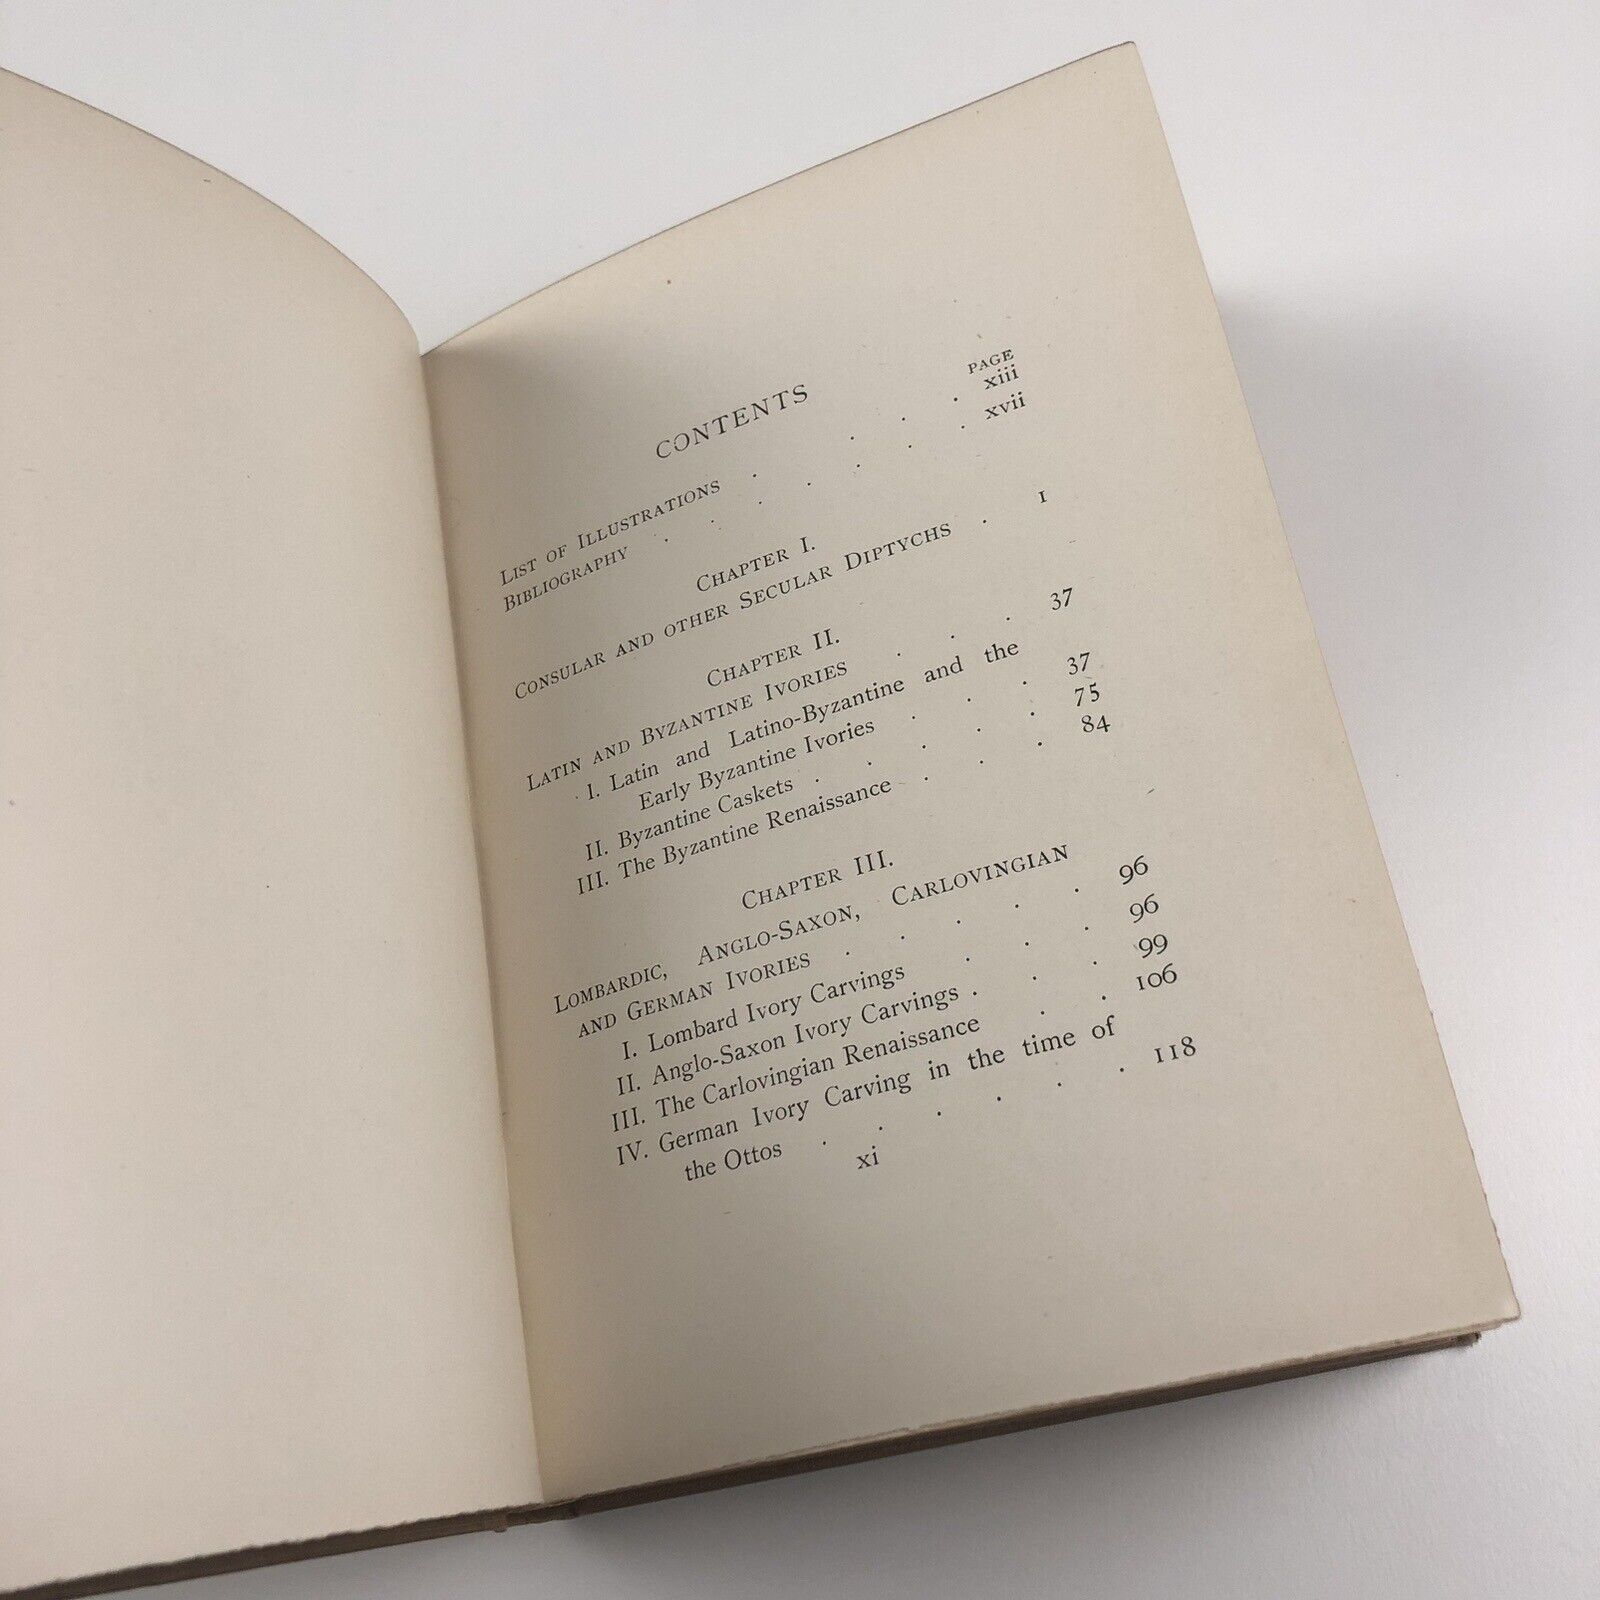 CONTENTS
PAGE
LIST OF ILLUSTRATIONS . . . . xiii
BIBLIOGRAPHY . . . . . . . xvii
CHAPTER I.
CONSULAR AND OTHER SECULAR DIPTYCHS . 1
CHAPTER II.
LATIN AND BYZANTINE IVORIES . . . 37
I. Latin and Latino-Byzantine and the
Early Byzantine Ivories . . . 37
II. Byzantine Caskets . . . . . 75
III. The Byzantine Renaissance . . . 84
CHAPTER III.
LOMBARDIC, ANGLO-SAXON, CARLOVINGIAN
AND GERMAN IVORIES . . . . . 96
I. Lombard Ivory Carvings . . . 96
II. Anglo-Saxon Ivory Carvings . . . 99
III. The Carlovingian Renaissance . . 106
IV. German Ivory Carving in the time of
the Ottos . . . . . . 118
xi